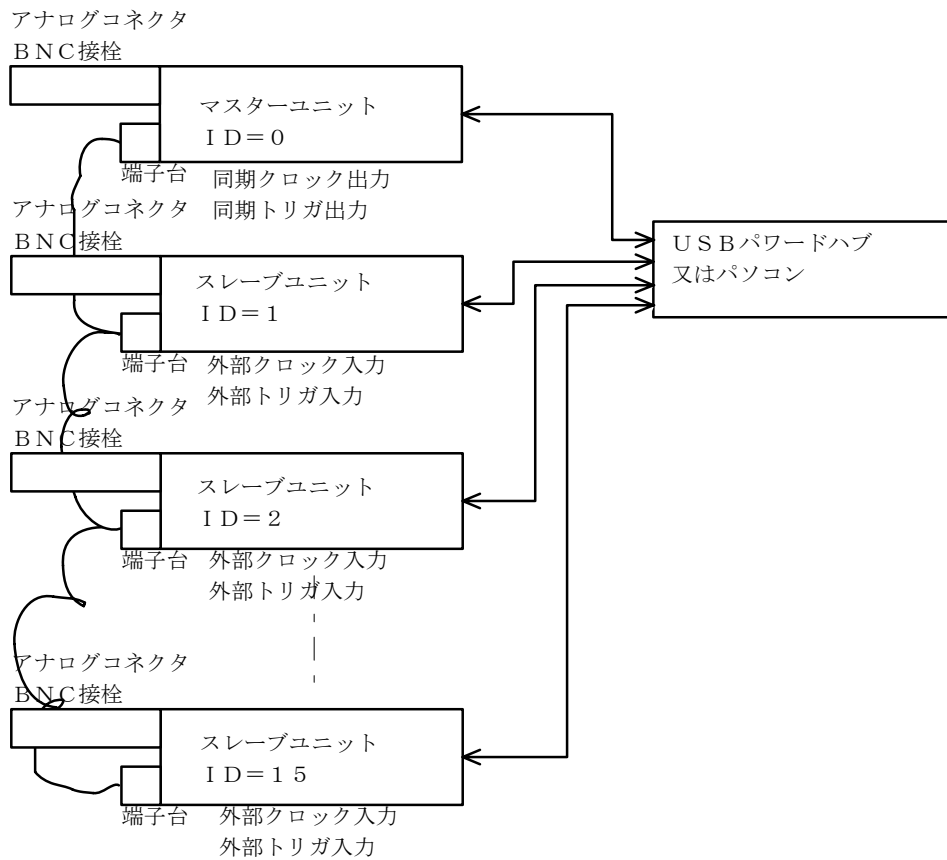 アナログコネクタ
ＢＮＣ接栓
マスターユニット
ＩＤ＝０
端子台
同期クロック出力
同期トリガ出力
アナログコネクタ
ＢＮＣ接栓
スレーブユニット
ＩＤ＝１
端子台
外部クロック入力
外部トリガ入力
ＵＳＢパワードハブ
又はパソコン
アナログコネクタ
ＢＮＣ接栓
スレーブユニット
ＩＤ＝２
端子台
外部クロック入力
外部トリガ入力
アナログコネクタ
ＢＮＣ接栓
スレーブユニット
ＩＤ＝１５
端子台
外部クロック入力
外部トリガ入力